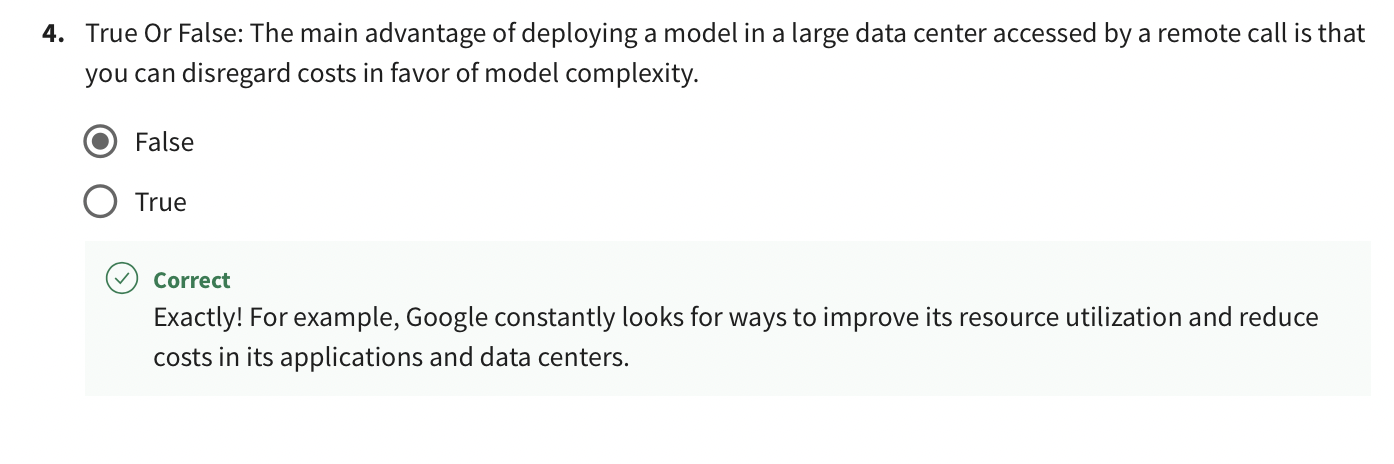 4. True Or False: The main advantage of deploying a model in a large data center accessed by a remote call is that
you can disregard costs in favor of model complexity.
False
True
Correct
Exactly! For example, Google constantly looks for ways to improve its resource utilization and reduce
costs in its applications and data centers.